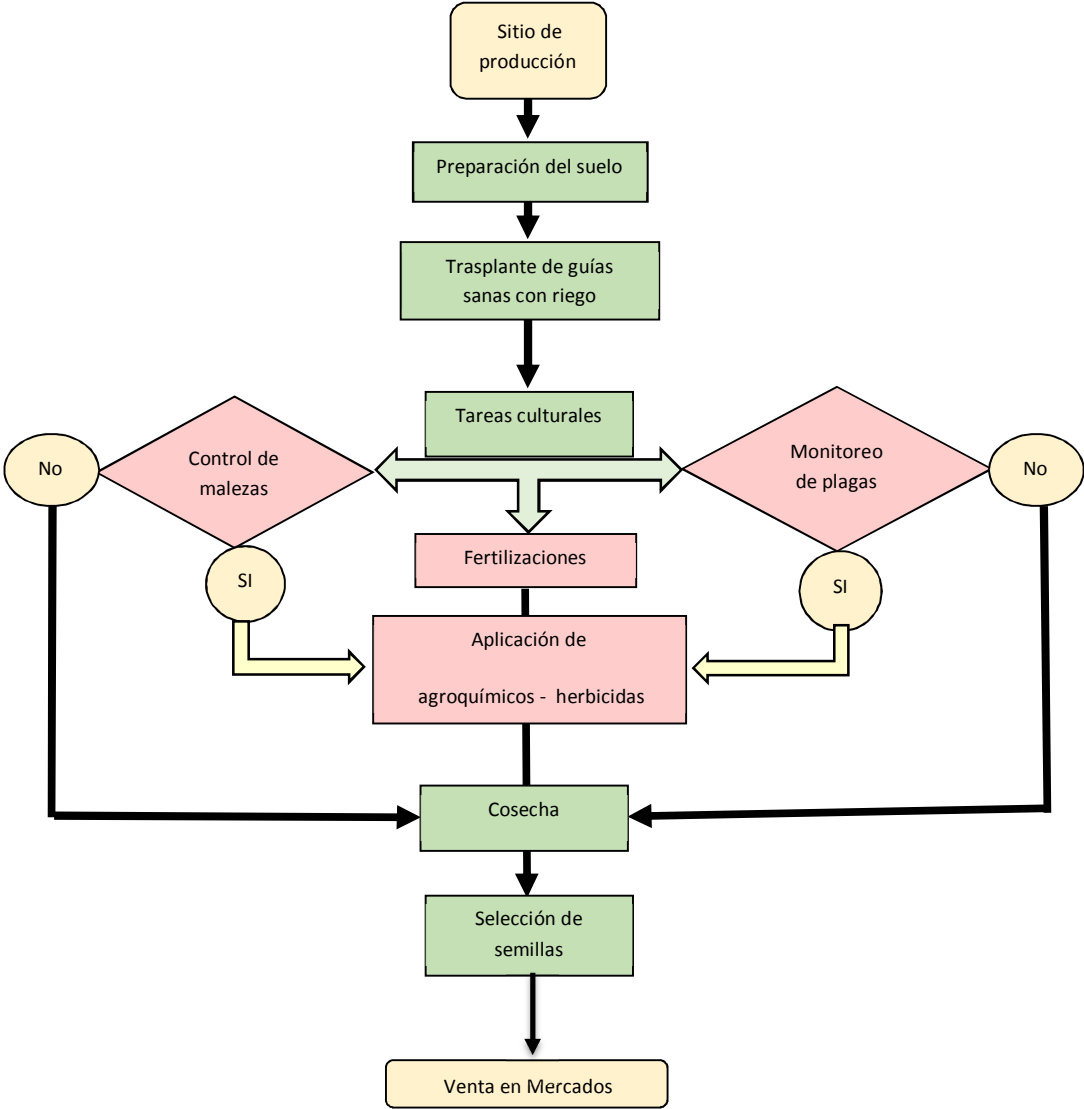 Sitio de
producción
Preparación del suelo
Trasplante de guías
sanas con riego
Tareas culturales
No
Control de
malezas
Monitoreo
de plagas
No
Fertilizaciones
SI
SI
Aplicación de
agroquímicos - herbicidas
Cosecha
Selección de
semillas
Venta en Mercados